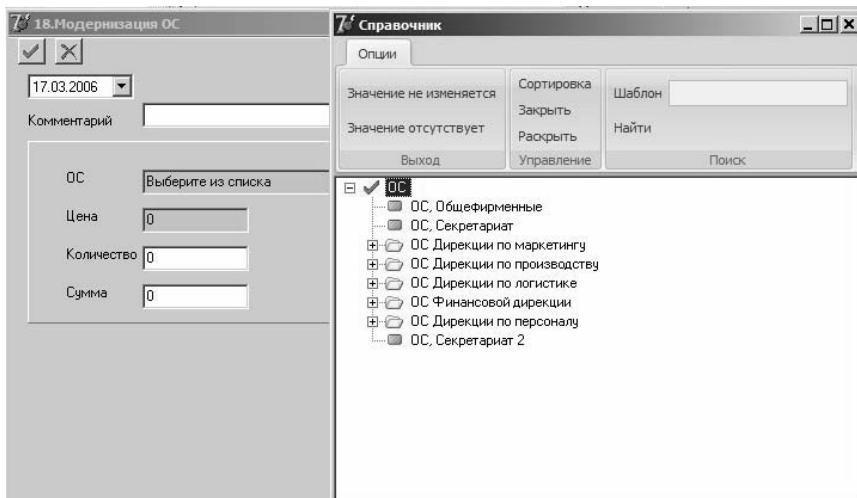 18.Модернизация ОС
17.03.2006
Комментарий
ОС
Выберите из списка
Цена
0
Количество
0
Сумма
0
Справочник
Опции
Значение не изменяется
Значение отсутствует
Выход
Сортировка
Закрыть
Раскрыть
Управление
Шаблон
Найти
Поиск
ОС
ОС, Общефирменные
ОС, Секретариат
ОС Дирекции по маркетингу
ОС Дирекции по производству
ОС Дирекции по логистике
ОС Финансовой дирекции
ОС Дирекции по персоналу
ОС, Секретариат 2